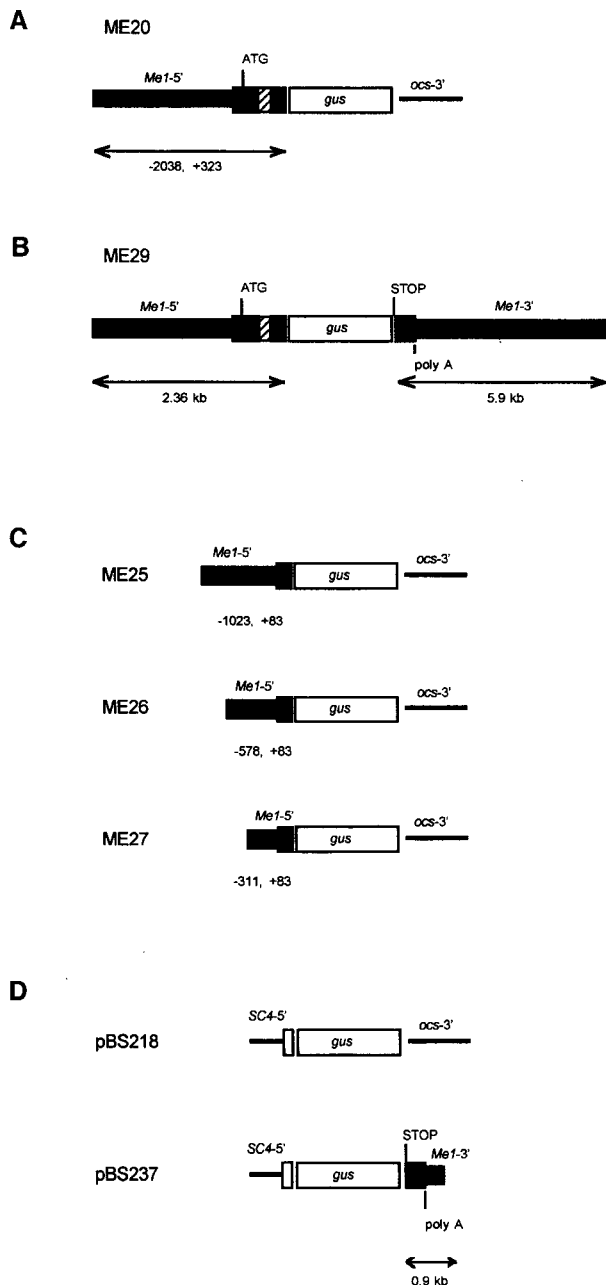 A
ME20
ATG
Me1-5'
gus
ocs-3'
-2038, +323
B
ME29
ATG
STOP
Me1-5'
Me1-3'
gus
poly A
2.36 kb
5.9 kb
C
Me1-5'
ocs-3'
ME25
gus
-1023, +83
Me1-5'
ocs-3'
ME26
gus
-578, +83
Me1-5'
ocs-3'
ME27
gus
-311, +83
D
SC4-5'
ocs-3'
pBS218
gus
STOP
SC4-5'
Me1-3'
pBS237
gus
poly A
0.9 kb